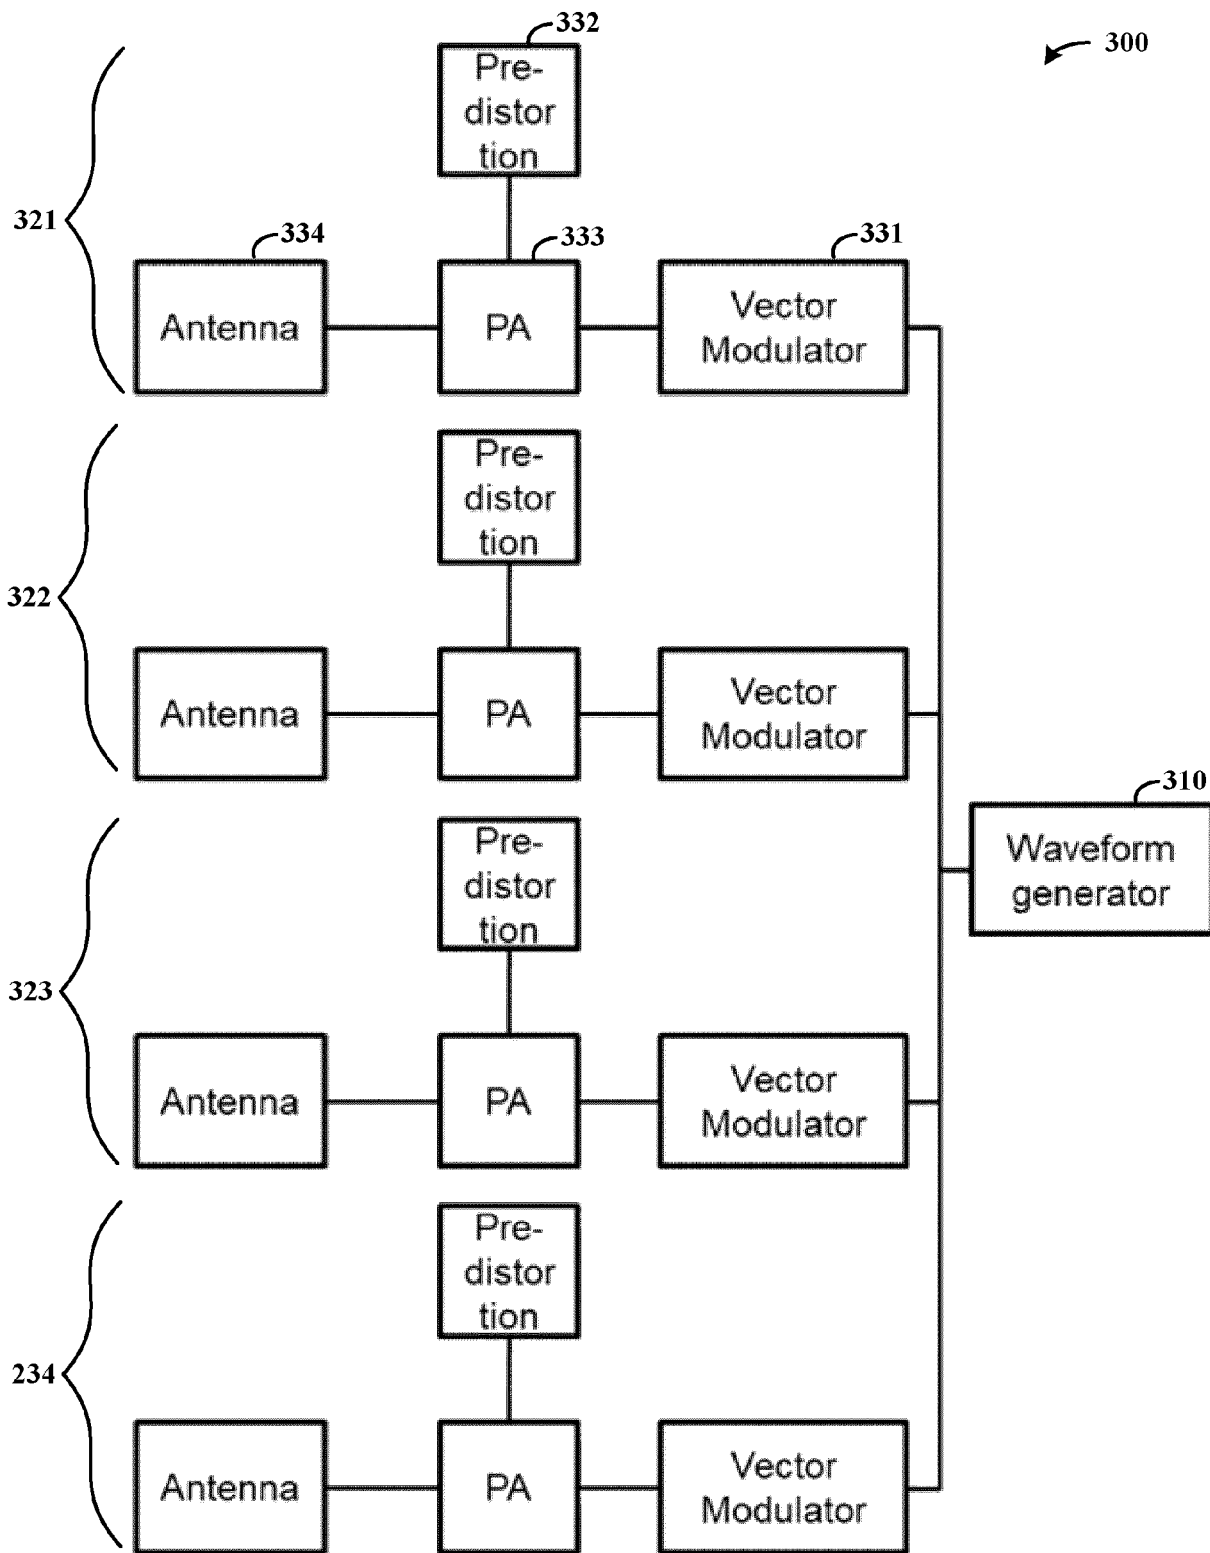 332
300
Pre-
distor
tion
321
334
333
331
Antenna
PA
Vector
Modulator
Pre-
distor
tion
322
Antenna
PA
Vector
Modulator
310
Waveform
generator
Pre-
distor
tion
323
Antenna
PA
Vector
Modulator
Pre-
distor
tion
234
Antenna
PA
Vector
Modulator